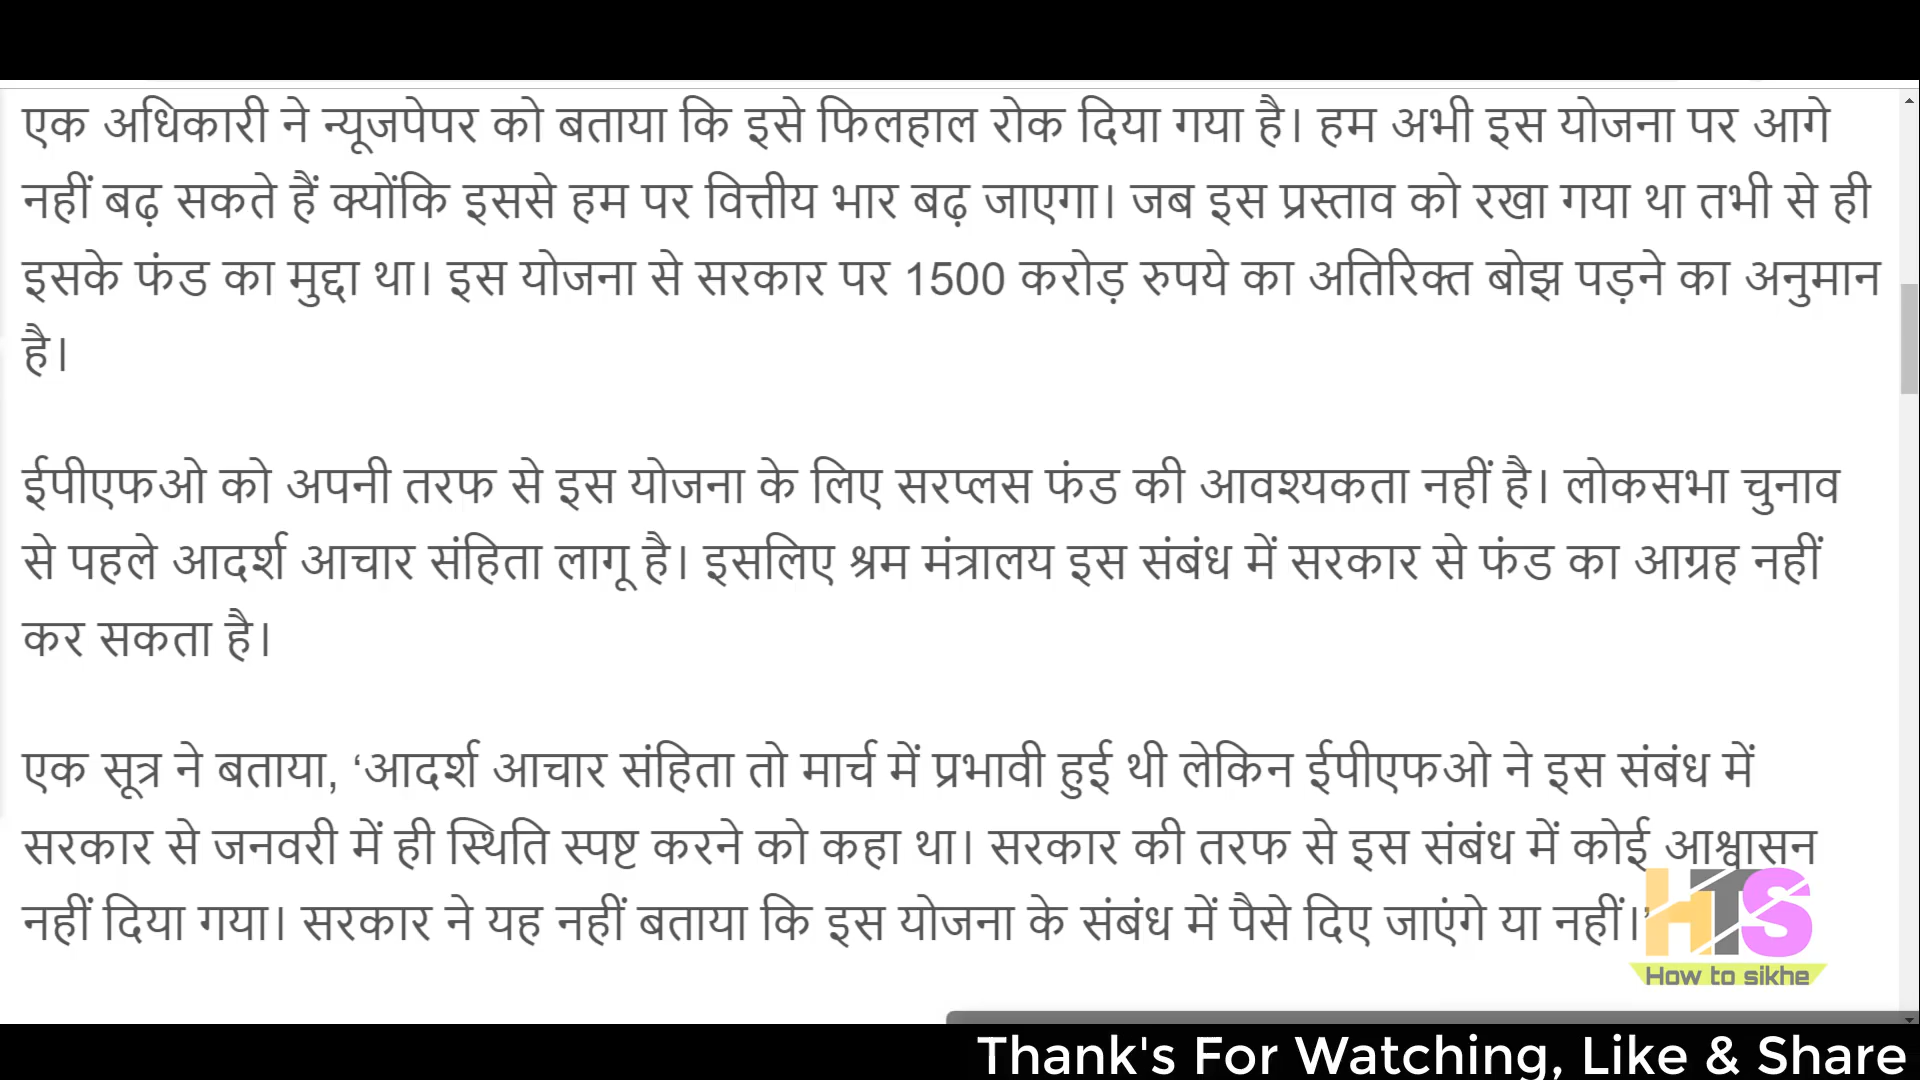 एक अधिकारी ने न्यूजपेपर को बताया कि इसे फिलहाल रोक दिया गया है। हम अभी इस योजना पर आगे
नहीं बढ़ सकते हैं क्योंकि इससे हम पर वित्तीय भार बढ़ जाएगा। जब इस प्रस्ताव को रखा गया था तभी से ही
इसके फंड का मुद्दा था। इस योजना से सरकार पर 1500 करोड़ रुपये का अतिरिक्त बोझ पड़ने का अनुमान
है।
ईपीएफओ को अपनी तरफ से इस योजना के लिए सरप्लस फंड की आवश्यकता नहीं है। लोकसभा चुनाव
से पहले आदर्श आचार संहिता लागू है। इसलिए श्रम मंत्रालय इस संबंध में सरकार से फंड का आग्रह नहीं
कर सकता है।
एक सूत्र ने बताया, ‘आदर्श आचार संहिता तो मार्च में प्रभावी हुई थी लेकिन ईपीएफओ ने इस संबंध में
सरकार से जनवरी में ही स्थिति स्पष्ट करने को कहा था। सरकार की तरफ से इस संबंध में कोई आश्वासन
नहीं दिया गया। सरकार ने यह नहीं बताया कि इस योजना के संबंध में पैसे दिए जाएंगे या नहीं।’
HTS
How to sikhe
Thank's For Watching, Like & Share